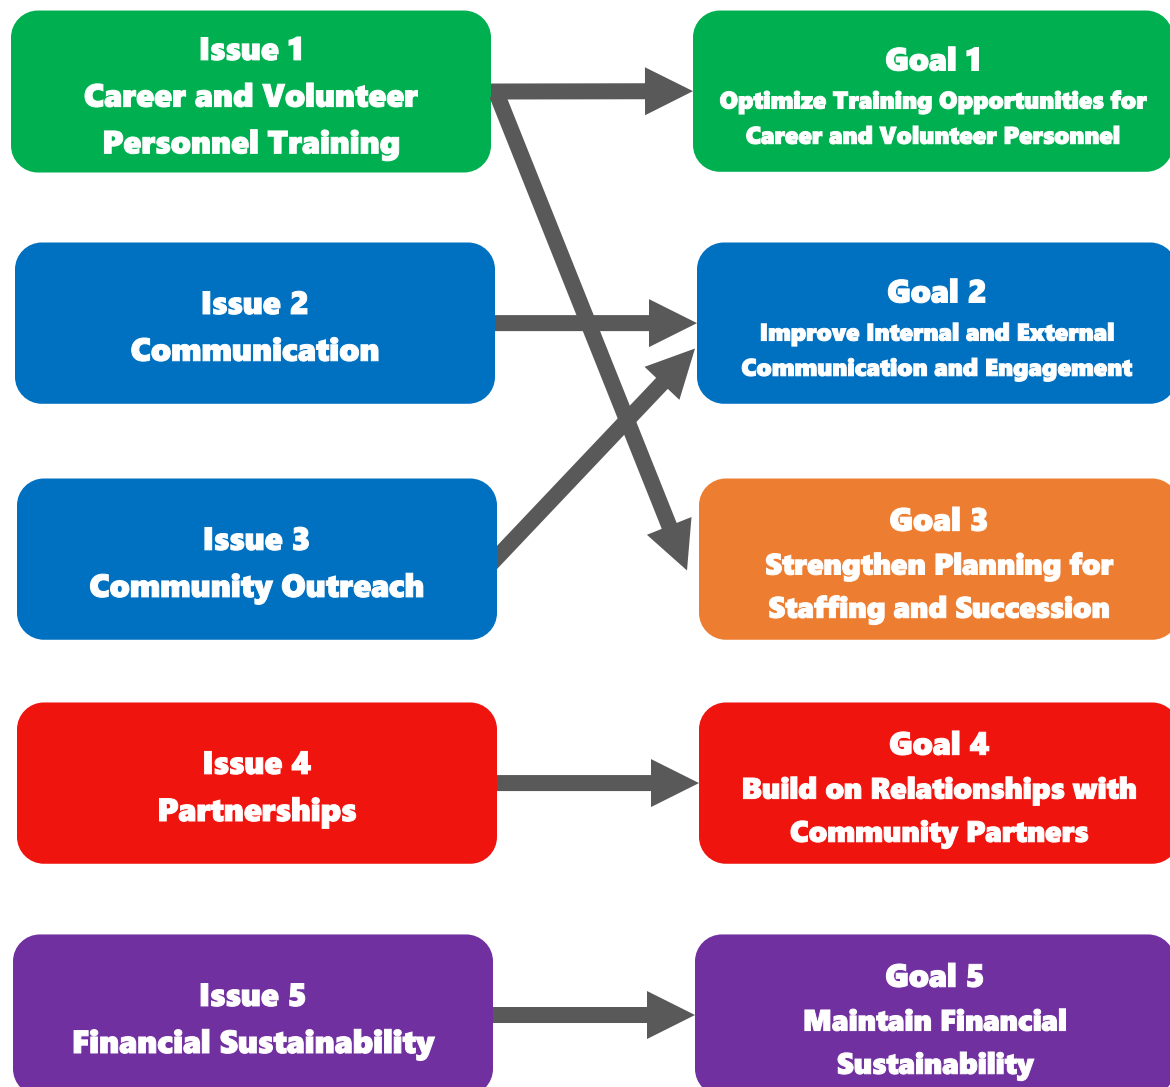 Issue 1
Career and Volunteer
Personnel Training
Goal 1
Optimize Training Opportunities for
Career and Volunteer Personnel
Issue 2
Communication
Goal 2
Improve Internal and External
Communication and Engagement
Issue 3
Community Outreach
Goal 3
Strengthen Planning for
Staffing and Succession
Issue 4
Partnerships
Goal 4
Build on Relationships with
Community Partners
Issue 5
Financial Sustainability
Goal 5
Maintain Financial
Sustainability